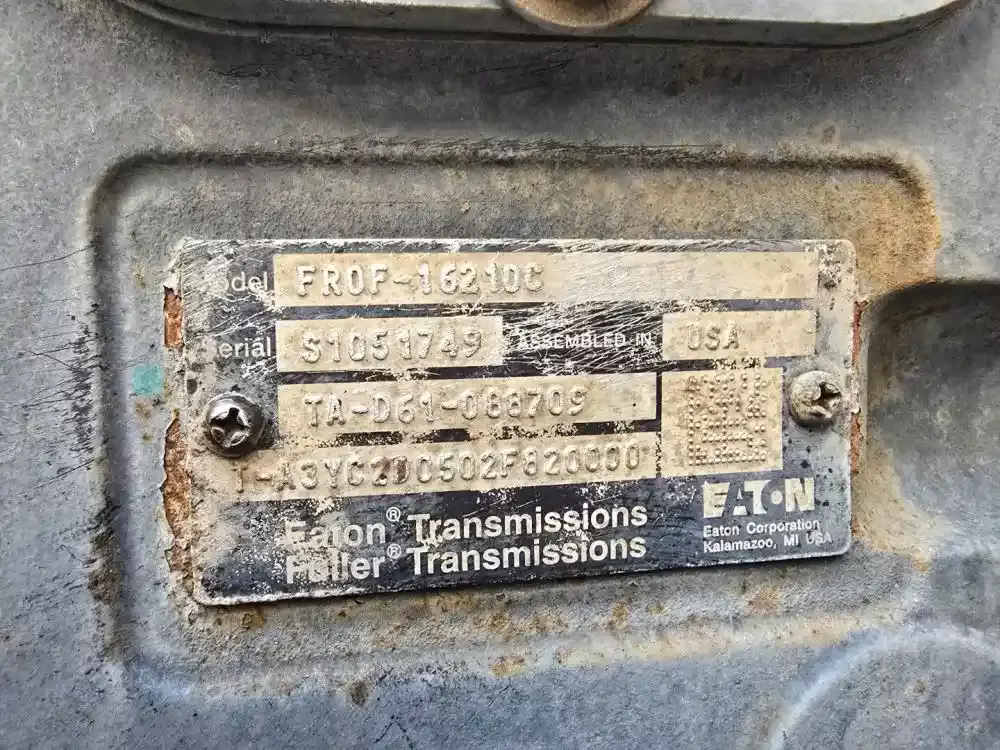 Model FROF-16210C
Serial S1051749 ASSEMBLED IN USA
TA-D61-088709
T-A3YC2D0502F820000
EATON
Eaton Corporation
Kalamazoo, MI USA
Eaton® Transmissions
Fuller® Transmissions